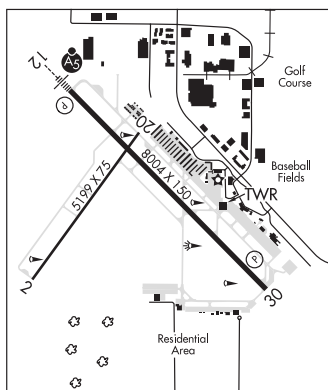 A5
12
P
Golf
Course
20
8004 X 150
5199 X 75
Baseball
Fields
TWR
2
P
30
Residential
Area